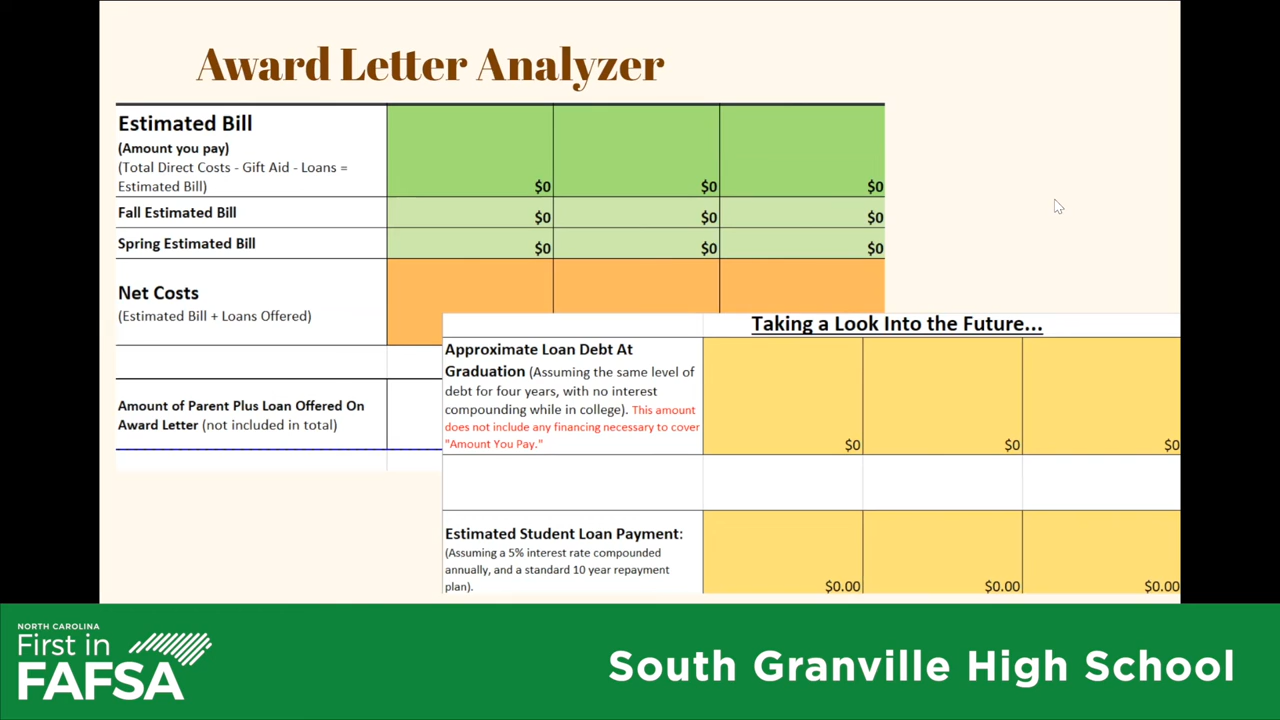 Award Letter Analyzer
Estimated Bill
(Amount you pay)
(Total Direct Costs - Gift Aid - Loans =
Estimated Bill)
$0 $0 $0
Fall Estimated Bill $0 $0 $0
Spring Estimated Bill $0 $0 $0
Net Costs
(Estimated Bill + Loans Offered)
Amount of Parent Plus Loan Offered On
Award Letter (not included in total)
Taking a Look Into the Future...
Approximate Loan Debt At
Graduation (Assuming the same level of
debt for four years, with no interest
compounding while in college). This amount
does not include any financing necessary to cover
"Amount You Pay."
$0 $0 $0
Estimated Student Loan Payment:
(Assuming a 5% interest rate compounded
annually, and a standard 10 year repayment
plan).
$0.00 $0.00 $0.00
NORTH CAROLINA
First in
FAFSA
South Granville High School